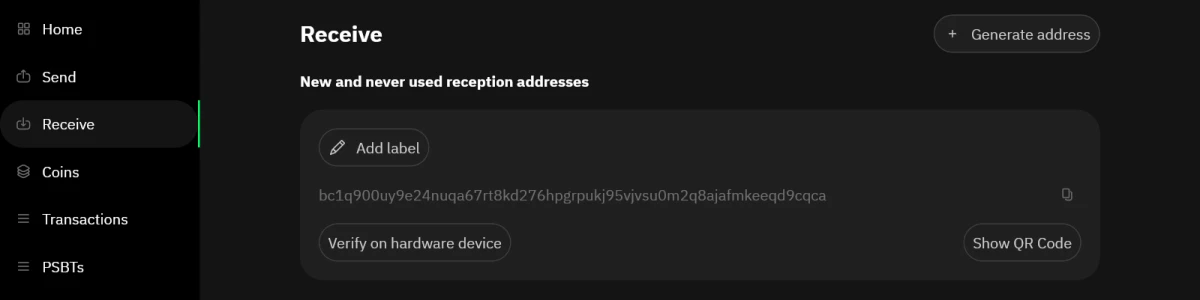 Home
Send
Receive
Coins
Transactions
PSBTs
Receive
+ Generate address
New and never used reception addresses
Add label
bc1q900uy9e24nuqa67rt8kd276hpgrpukj95vjvsu0m2q8ajafmkeeqd9cqca
Verify on hardware device
Show QR Code